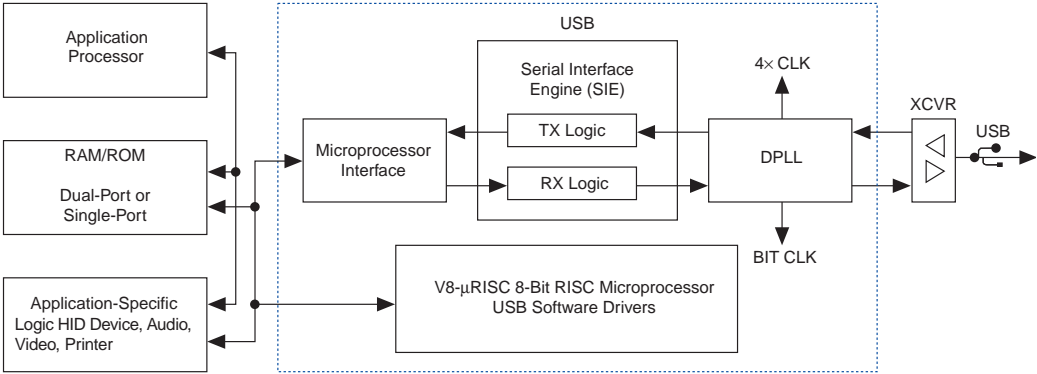 Application
Processor
RAM/ROM
Dual-Port or
Single-Port
Application-Specific
Logic HID Device, Audio,
Video, Printer
USB
Serial Interface
Engine (SIE)
TX Logic
RX Logic
Microprocessor
Interface
4× CLK
DPLL
BIT CLK
XCVR
USB
V8-µRISC 8-Bit RISC Microprocessor
USB Software Drivers